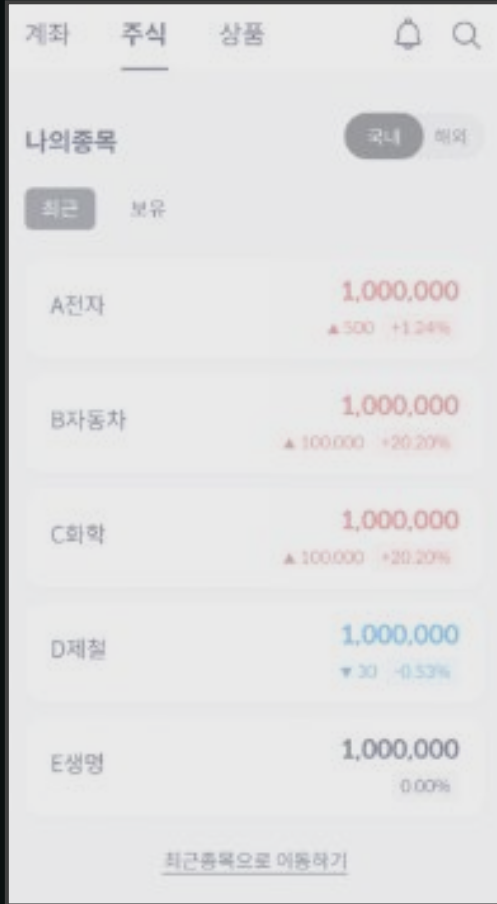 계좌 주식 상품
나의종목 국내 해외
최근 보유
A전자 1,000,000
▲500 +1.24%
B자동차 1,000,000
▲100,000 +20.20%
C화학 1,000,000
▲100,000 +20.20%
D제철 1,000,000
▼30 -0.53%
E생명 1,000,000
0.00%
최근종목으로 이동하기